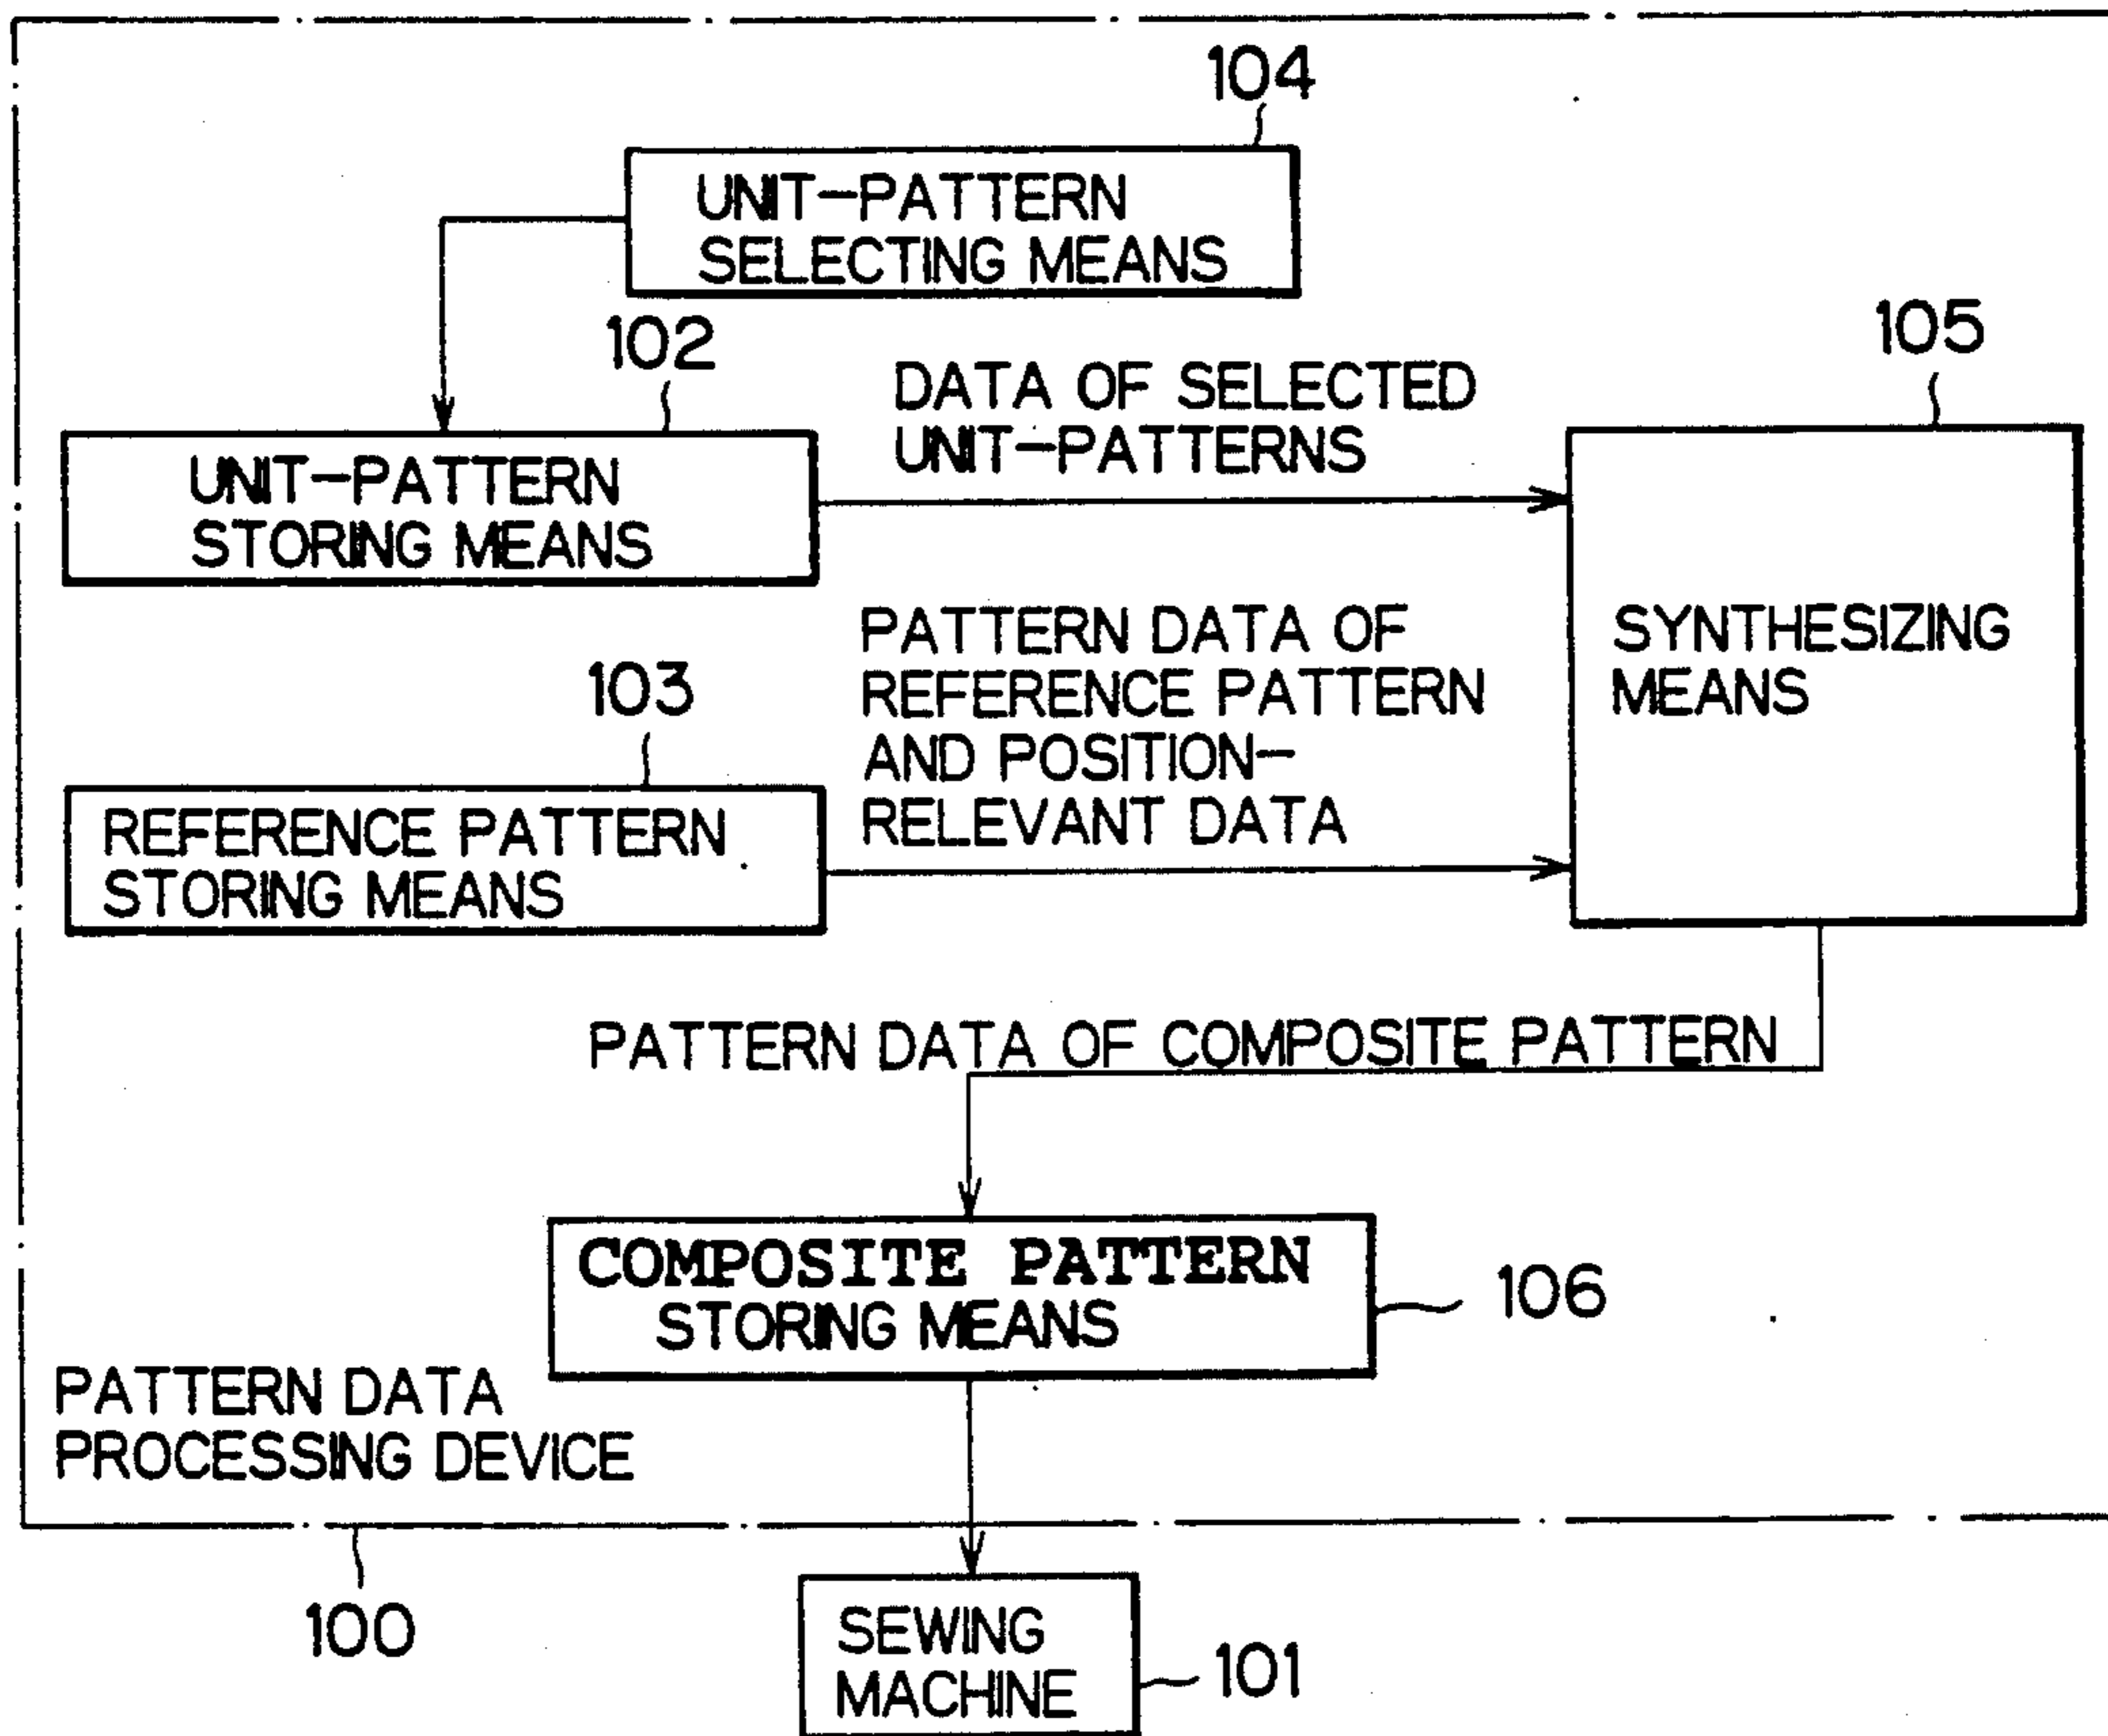 104
UNIT-PATTERN
SELECTING MEANS
102
105
DATA OF SELECTED
UNIT-PATTERNS
UNIT-PATTERN
STORING MEANS
PATTERN DATA OF
REFERENCE PATTERN
AND POSITION-
RELEVANT DATA
SYNTHESIZING
MEANS
103
REFERENCE PATTERN
STORING MEANS
PATTERN DATA OF COMPOSITE PATTERN
COMPOSITE PATTERN
STORING MEANS
106
PATTERN DATA
PROCESSING DEVICE
100
SEWING
MACHINE
101